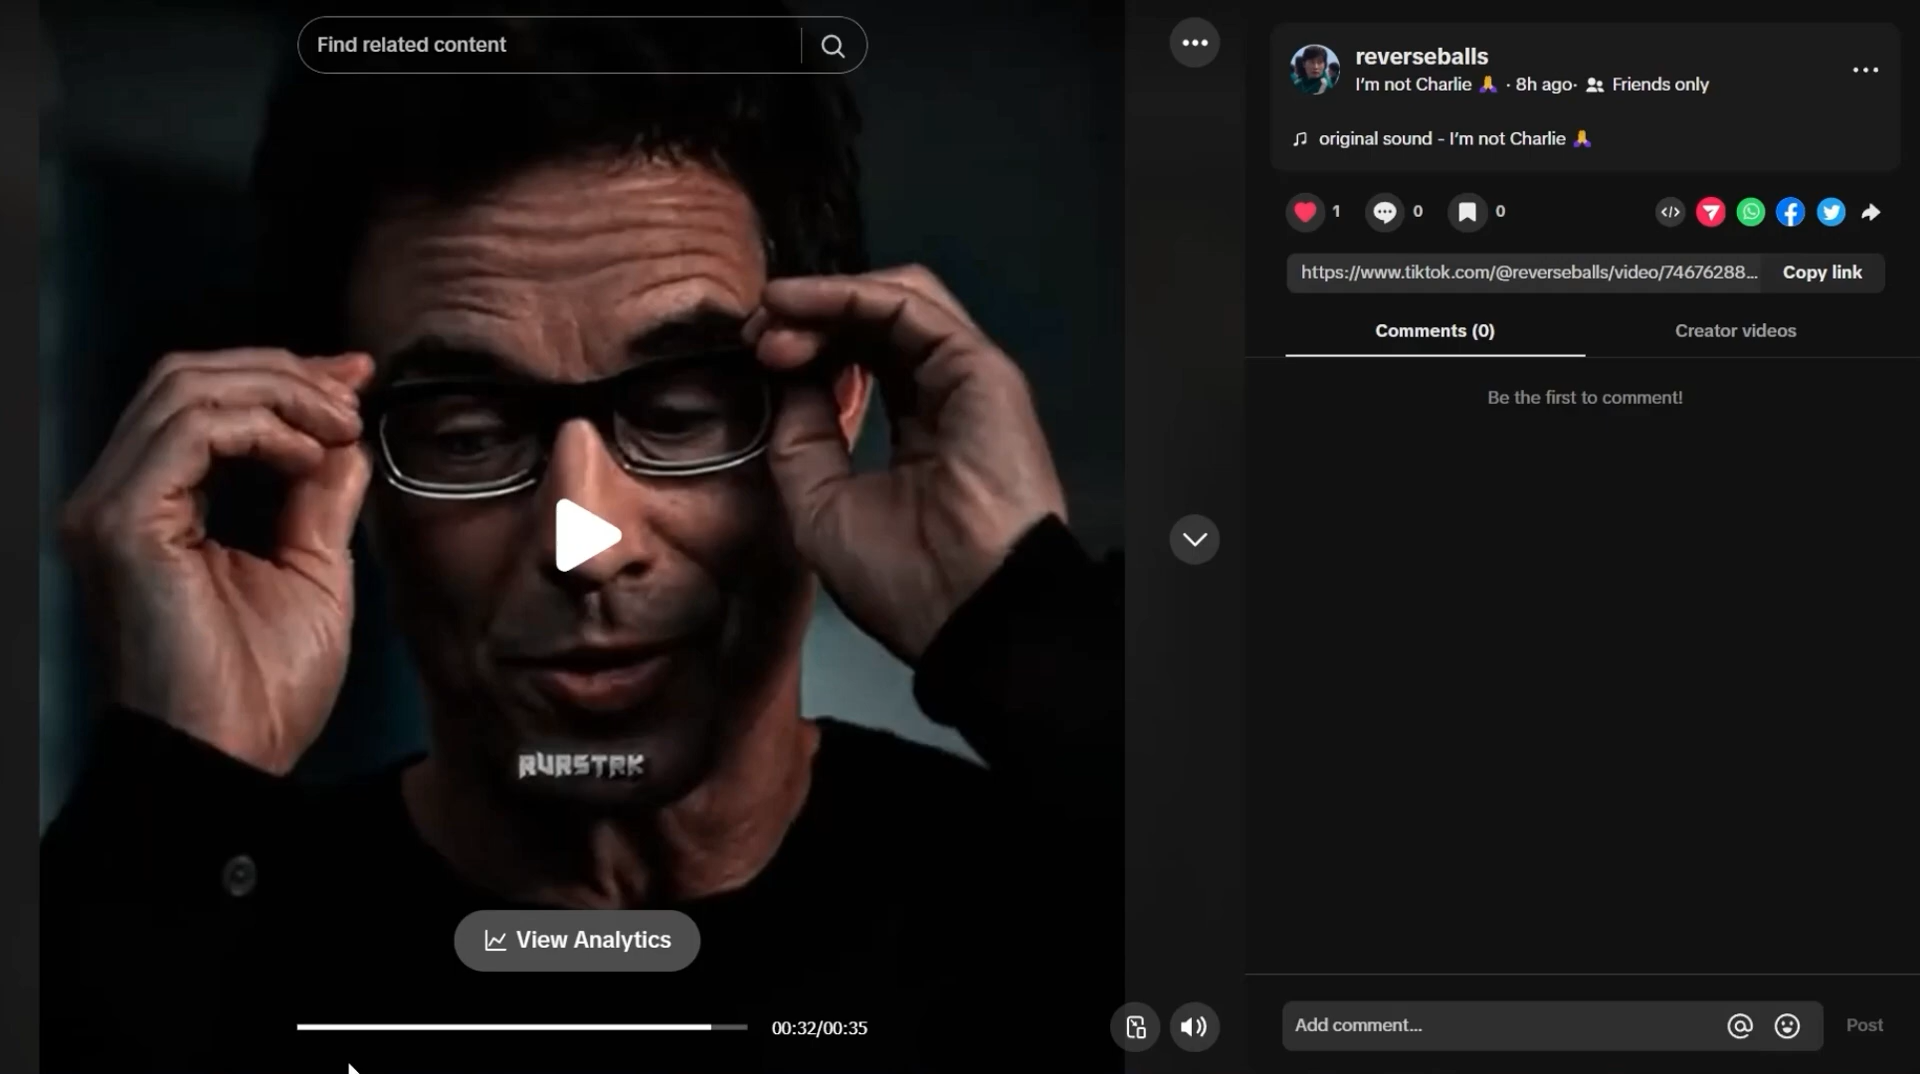 Find related content
reverseballs
I'm not Charlie 🙏 · 8h ago· Friends only
original sound - I'm not Charlie 🙏
1
0
0
https://www.tiktok.com/@reverseballs/video/74676288...
Copy link
Comments (0)
Creator videos
Be the first to comment!
RVRSTRK
View Analytics
00:32/00:35
Add comment...
Post